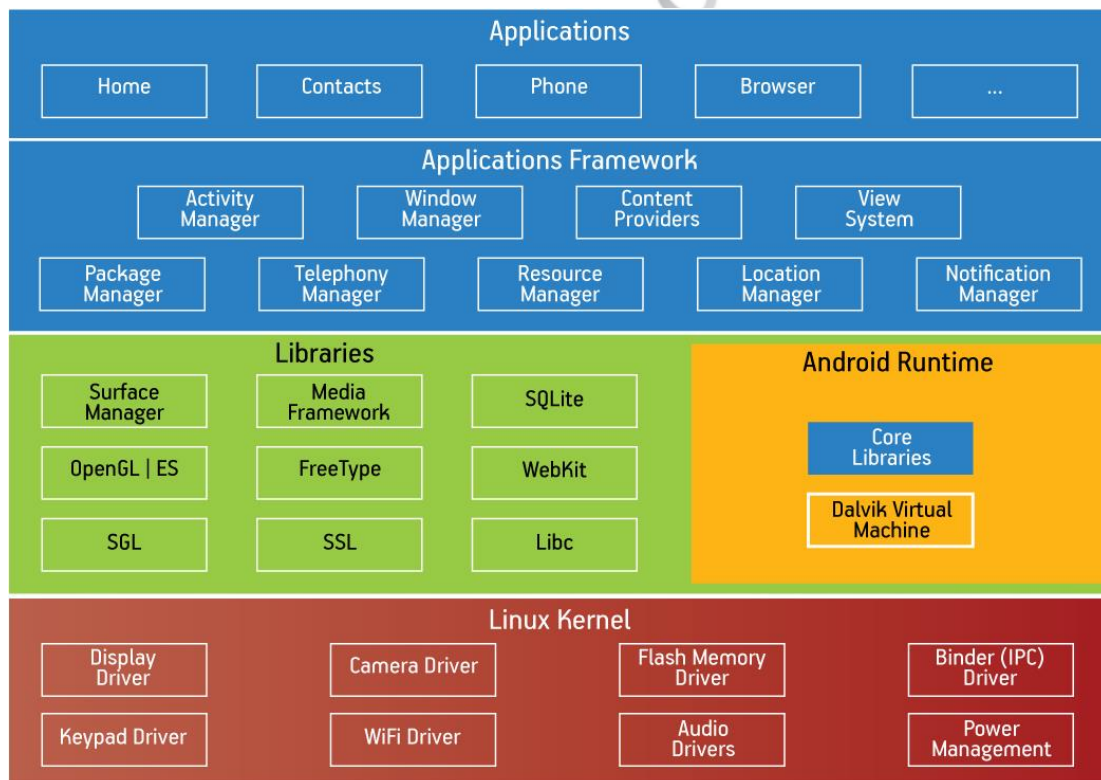 Applications
Home
Contacts
Phone
Browser
...
Applications Framework
Activity
Manager
Window
Manager
Content
Providers
View
System
Package
Manager
Telephony
Manager
Resource
Manager
Location
Manager
Notification
Manager
Libraries
Surface
Manager
Media
Framework
SQLite
OpenGL | ES
FreeType
WebKit
SGL
SSL
Libc
Android Runtime
Core
Libraries
Dalvik Virtual
Machine
Linux Kernel
Display
Driver
Camera Driver
Flash Memory
Driver
Binder (IPC)
Driver
Keypad Driver
WiFi Driver
Audio
Drivers
Power
Management